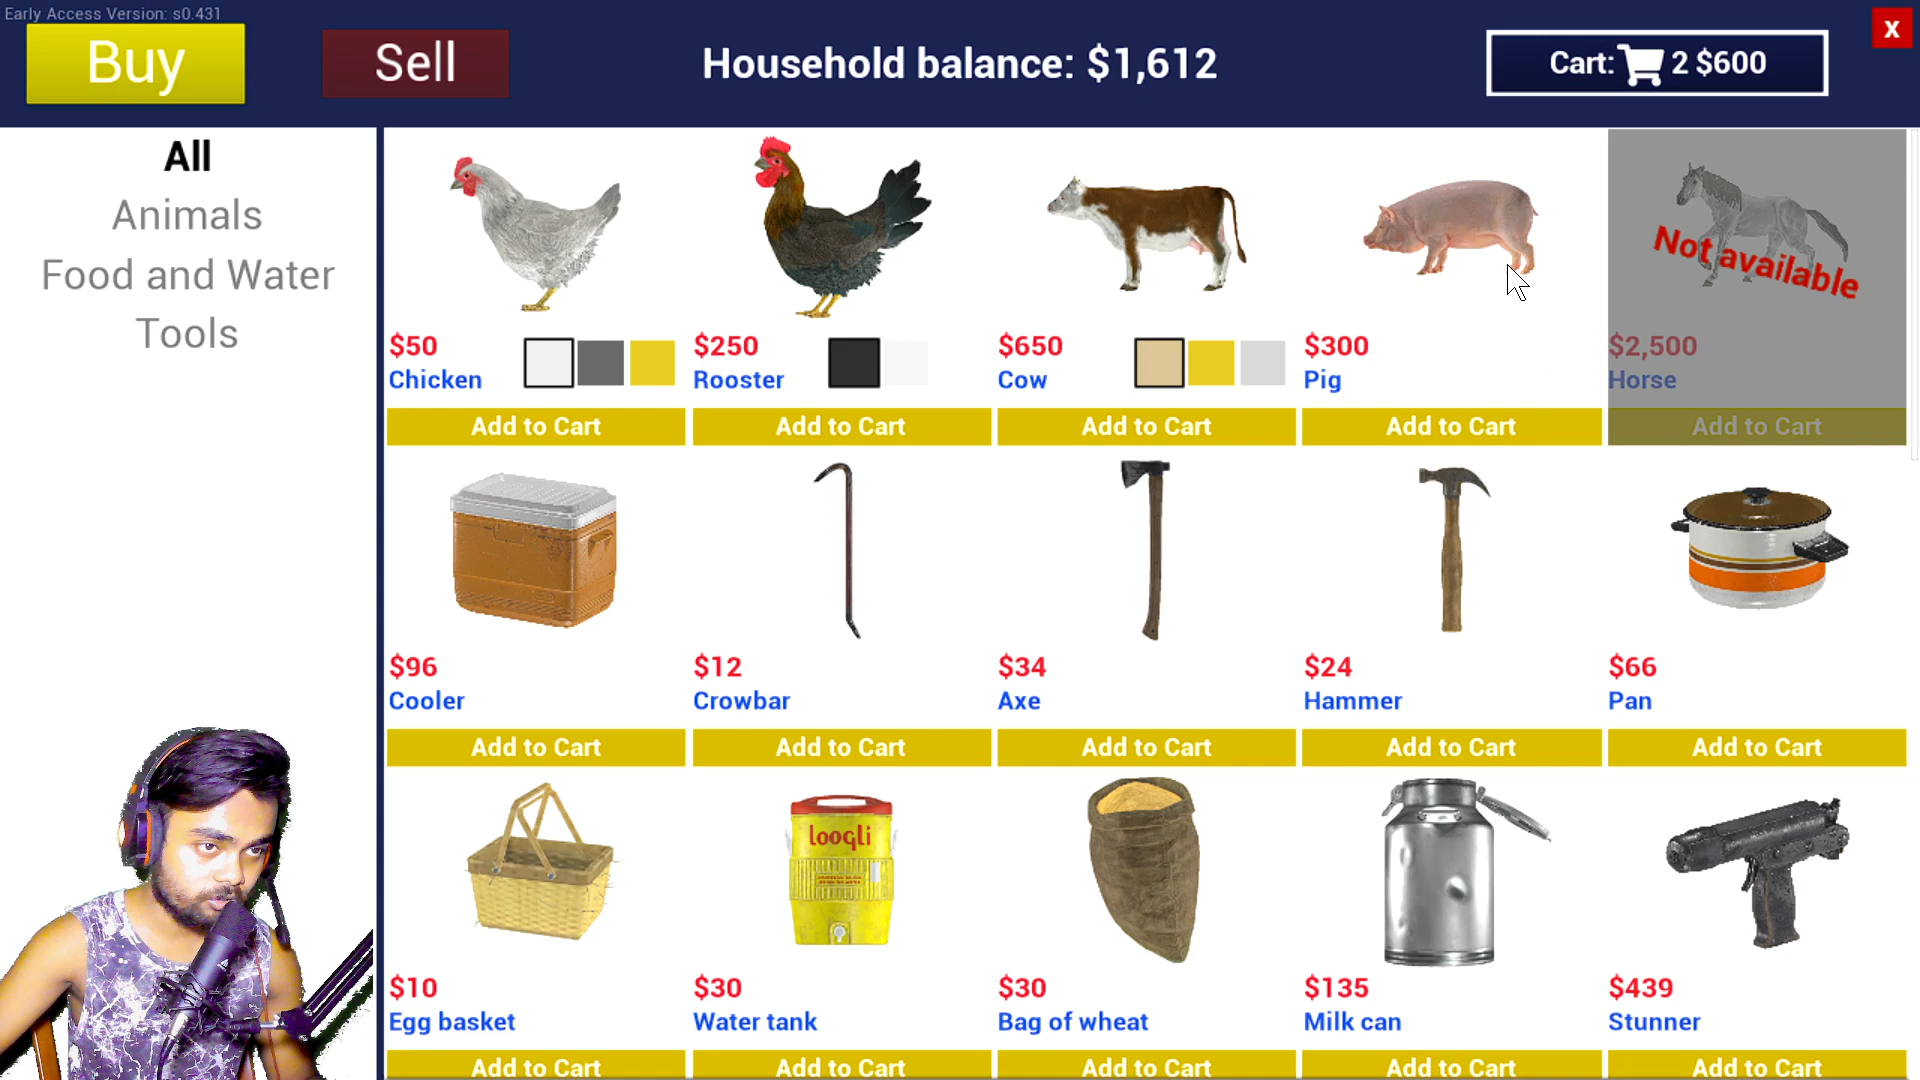 Early Access Version: s0.431
Buy
Sell
Household balance: $1,612
Cart: 2 $600
X
All
Animals
Food and Water
Tools
Not available
$50
Chicken
$250
Rooster
$650
Cow
$300
Pig
$2,500
Horse
Add to Cart
Add to Cart
Add to Cart
Add to Cart
Add to Cart
$96
Cooler
$12
Crowbar
$34
Axe
$24
Hammer
$66
Pan
Add to Cart
Add to Cart
Add to Cart
Add to Cart
Add to Cart
looqli
$10
Egg basket
$30
Water tank
$30
Bag of wheat
$135
Milk can
$439
Stunner
Add to Cart
Add to Cart
Add to Cart
Add to Cart
Add to Cart